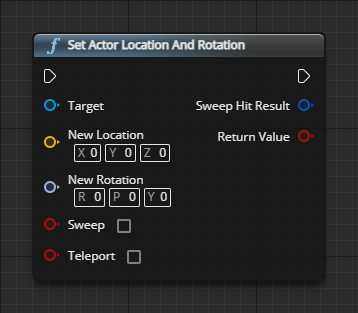 f Set Actor Location And Rotation
Target Sweep Hit Result
New Location Return Value
X 0 Y 0 Z 0
New Rotation
R 0 P 0 Y 0
Sweep
Teleport